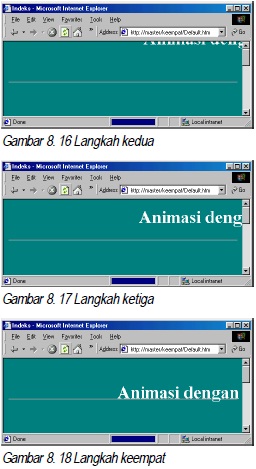 Indeks - Microsoft Internet Explorer
File Edit View Favorites Tools Help
Address http://master/keempat/Default.htm Go
Animasi deng
Done Local intranet
Gambar 8. 16 Langkah kedua
Indeks - Microsoft Internet Explorer
File Edit View Favorites Tools Help
Address http://master/keempat/Default.htm Go
Animasi deng
Done Local intranet
Gambar 8. 17 Langkah ketiga
Indeks - Microsoft Internet Explorer
File Edit View Favorites Tools Help
Address http://master/keempat/Default.htm Go
Animasi dengan
Done Local intranet
Gambar 8. 18 Langkah keempat